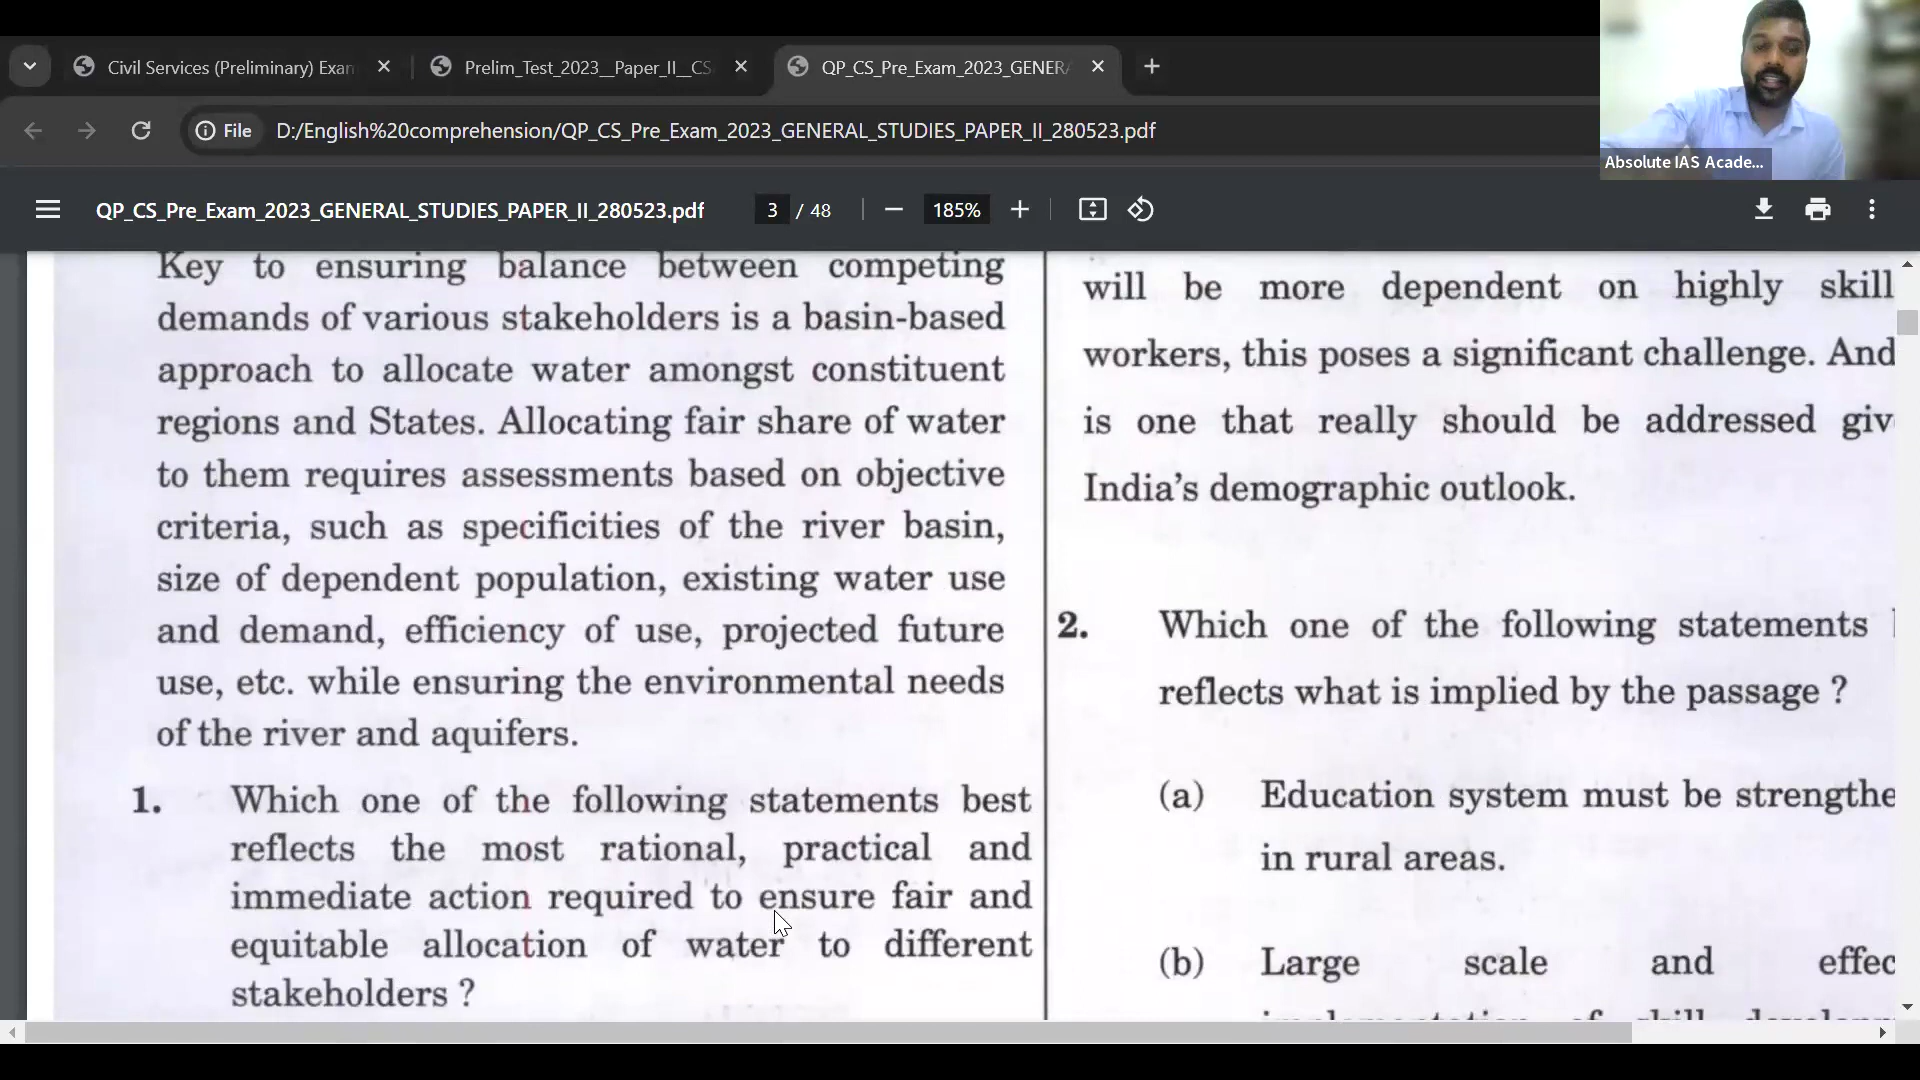 Civil Services (Preliminary) Exan
Prelim_Test_2023__Paper_II__CS
QP_CS_Pre_Exam_2023_GENERA
File
D:/English%20comprehension/QP_CS_Pre_Exam_2023_GENERAL_STUDIES_PAPER_II_280523.pdf
Absolute IAS Acade...
QP_CS_Pre_Exam_2023_GENERAL_STUDIES_PAPER_II_280523.pdf
3 / 48
185%
Key to ensuring balance between competing
demands of various stakeholders is a basin-based
approach to allocate water amongst constituent
regions and States. Allocating fair share of water
to them requires assessments based on objective
criteria, such as specificities of the river basin,
size of dependent population, existing water use
and demand, efficiency of use, projected future
use, etc. while ensuring the environmental needs
of the river and aquifers.
1. Which one of the following statements best
reflects the most rational, practical and
immediate action required to ensure fair and
equitable allocation of water to different
stakeholders ?
will be more dependent on highly skill
workers, this poses a significant challenge. And
is one that really should be addressed giv
India's demographic outlook.
2. Which one of the following statements
reflects what is implied by the passage ?
(a) Education system must be strengthe
in rural areas.
(b) Large scale and effec